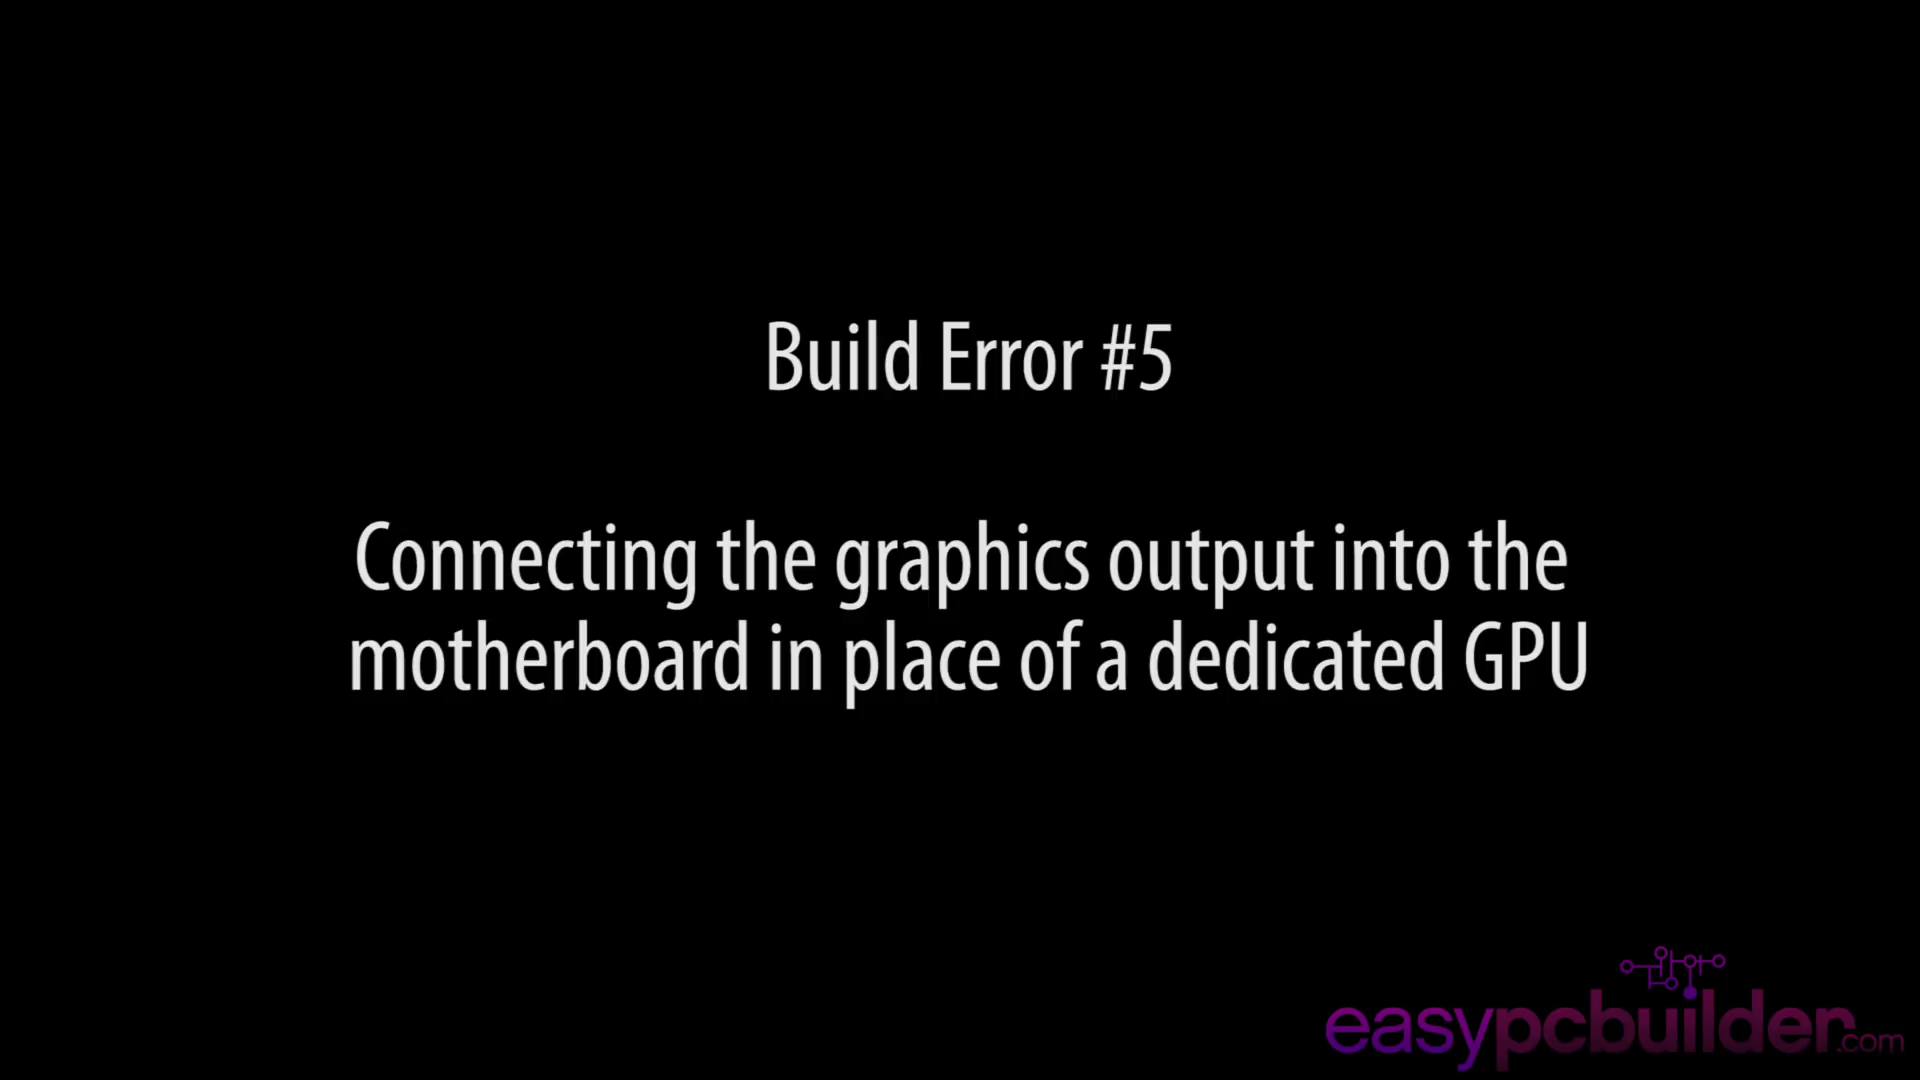 Build Error #5
Connecting the graphics output into the
motherboard in place of a dedicated GPU
easypcbuilder.com